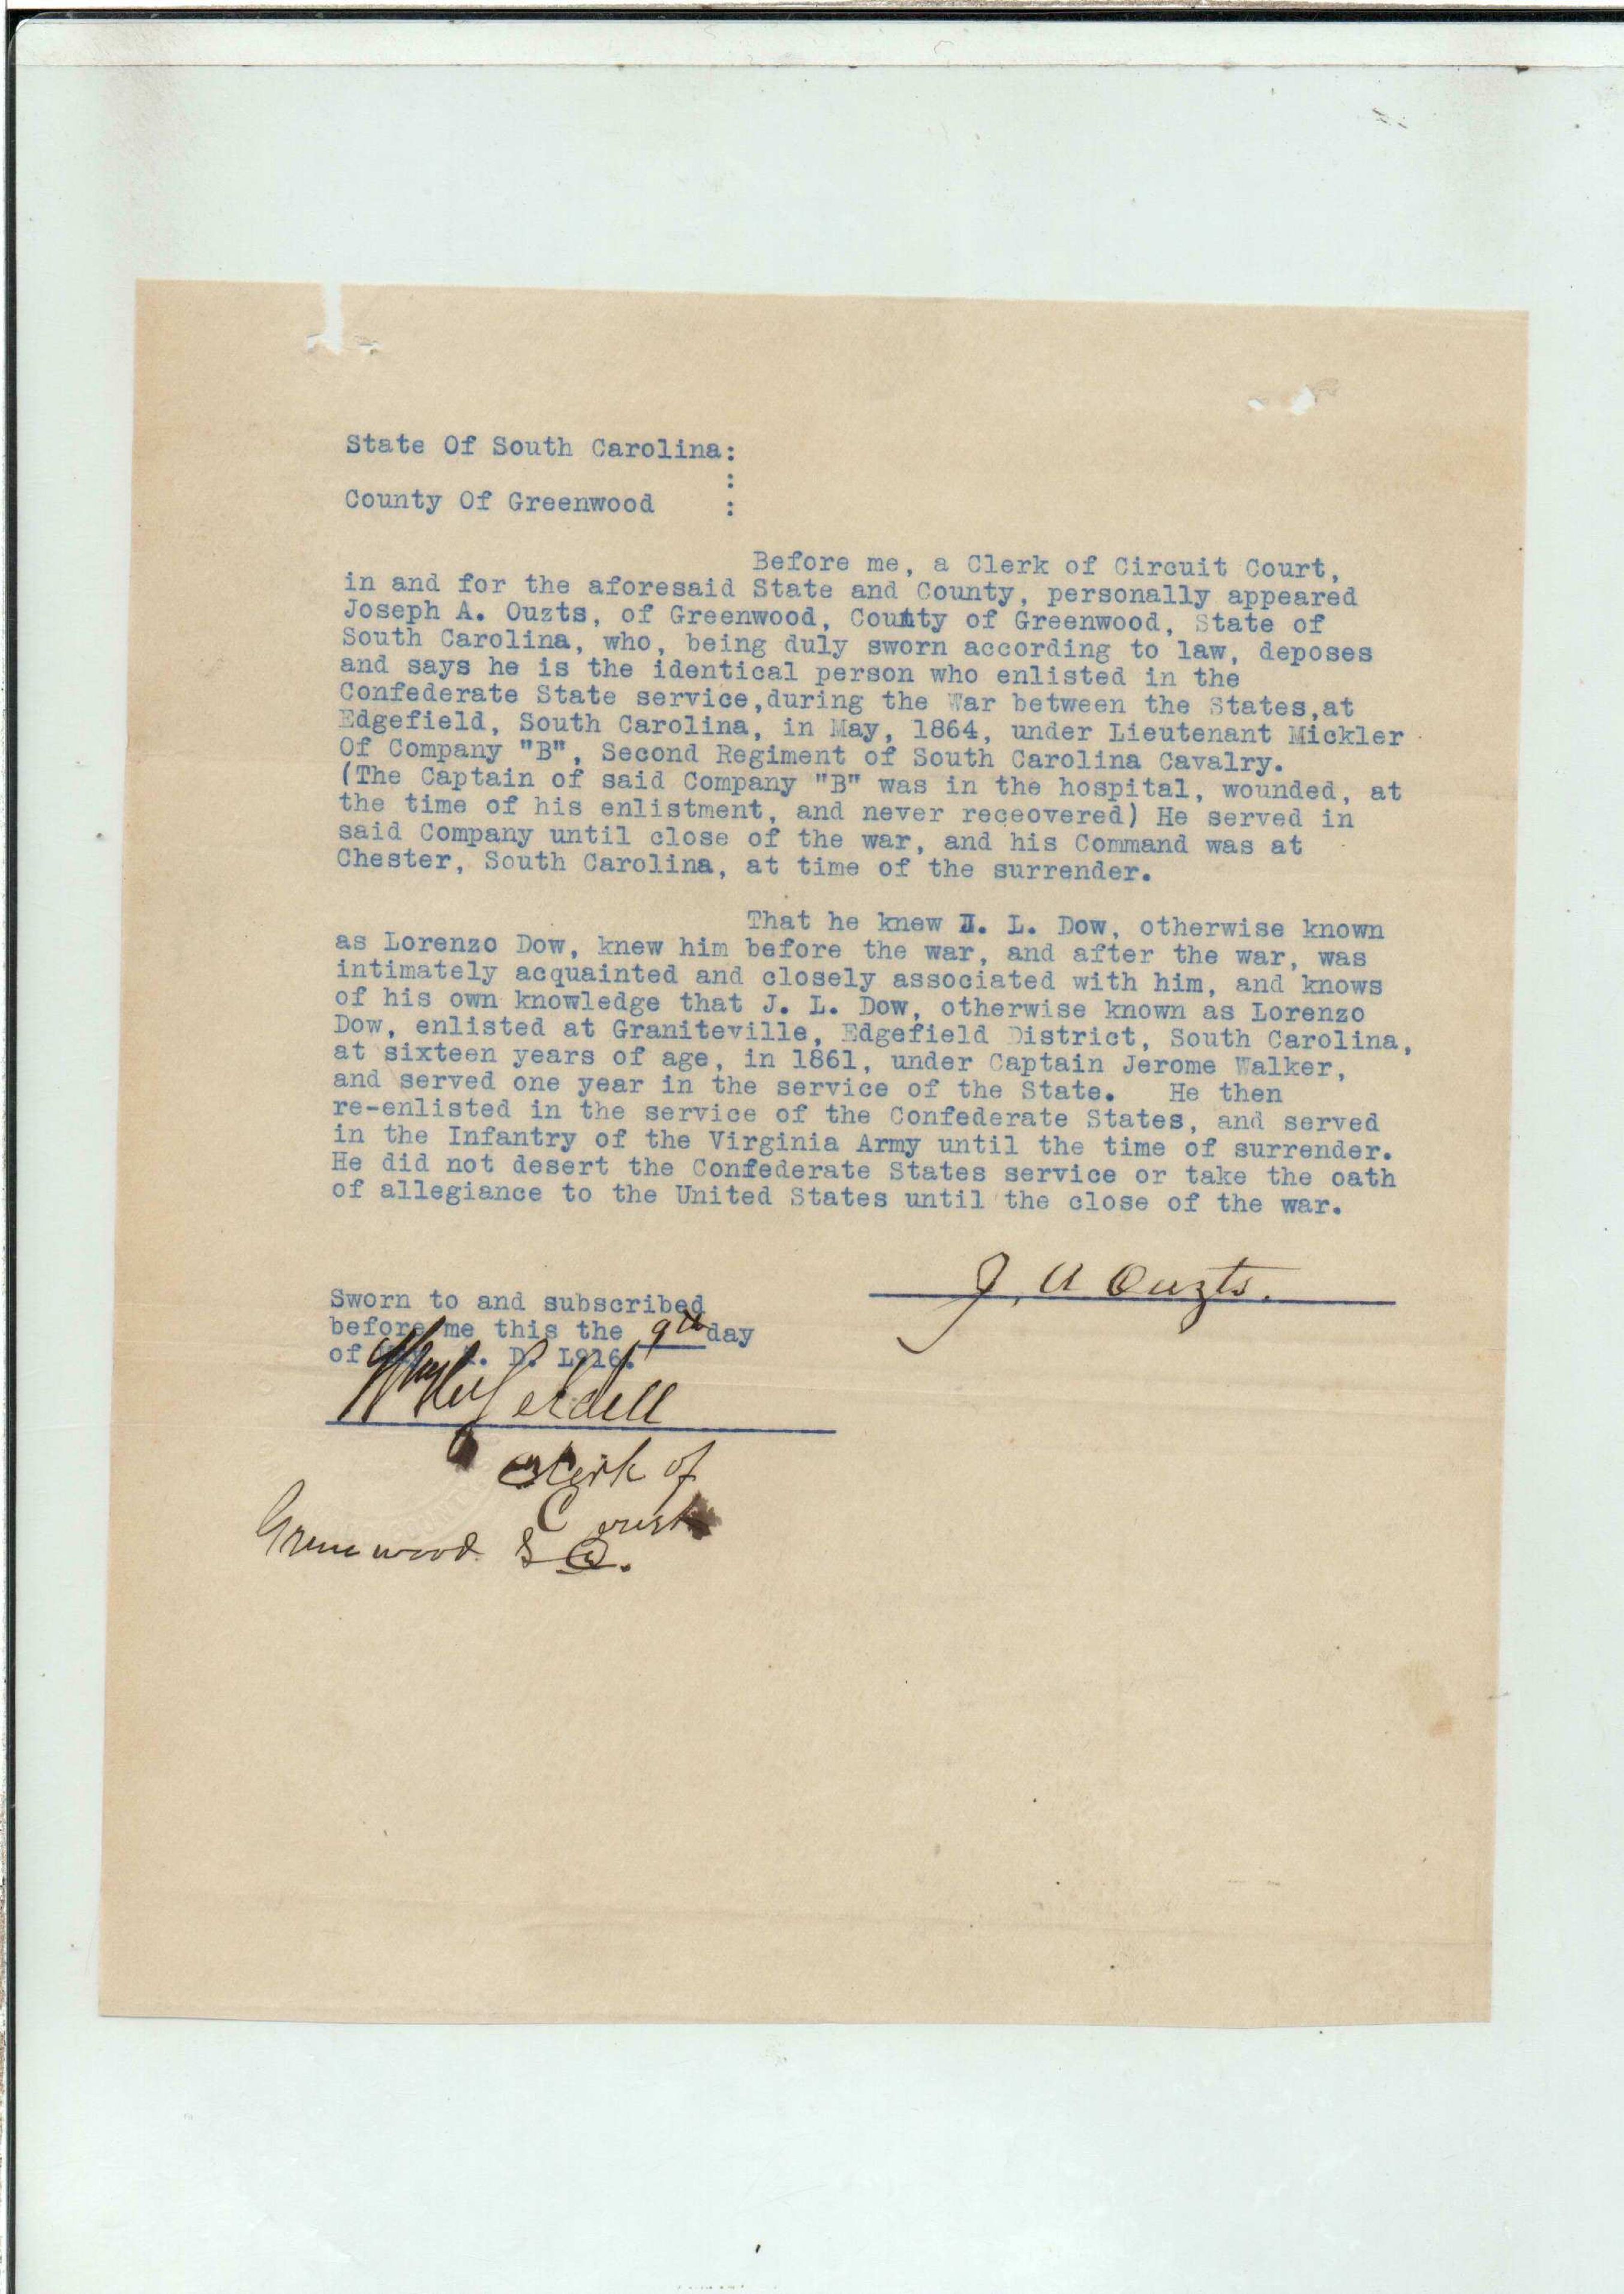 State Of South Carolina:
:
County Of Greenwood :
Before me, a Clerk of Circuit Court,
in and for the aforesaid State and County, personally appeared
Joseph A. Ouzts, of Greenwood, County of Greenwood, State of
South Carolina, who, being duly sworn according to law, deposes
and says he is the identical person who enlisted in the
Confederate State service,during the War between the States,at
Edgefield, South Carolina, in May, 1864, under Lieutenant Mickler
Of Company "B", Second Regiment of South Carolina Cavalry.
(The Captain of said Company "B" was in the hospital, wounded, at
the time of his enlistment, and never receovered) He served in
said Company until close of the war, and his Command was at
Chester, South Carolina, at time of the surrender.
That he knew J. L. Dow, otherwise known
as Lorenzo Dow, knew him before the war, and after the war, was
intimately acquainted and closely associated with him, and knows
of his own knowledge that J. L. Dow, otherwise known as Lorenzo
Dow, enlisted at Graniteville, Edgefield District, South Carolina,
at sixteen years of age, in 1861, under Captain Jerome Walker,
and served one year in the service of the State. He then
re-enlisted in the service of the Confederate States, and served
in the Infantry of the Virginia Army until the time of surrender.
He did not desert the Confederate States service or take the oath
of allegiance to the United States until the close of the war.
J. A Ouzts.
Sworn to and subscribed
before me this the 9th day
of D. L916.
Clerk of
Court
Greenwood S C.